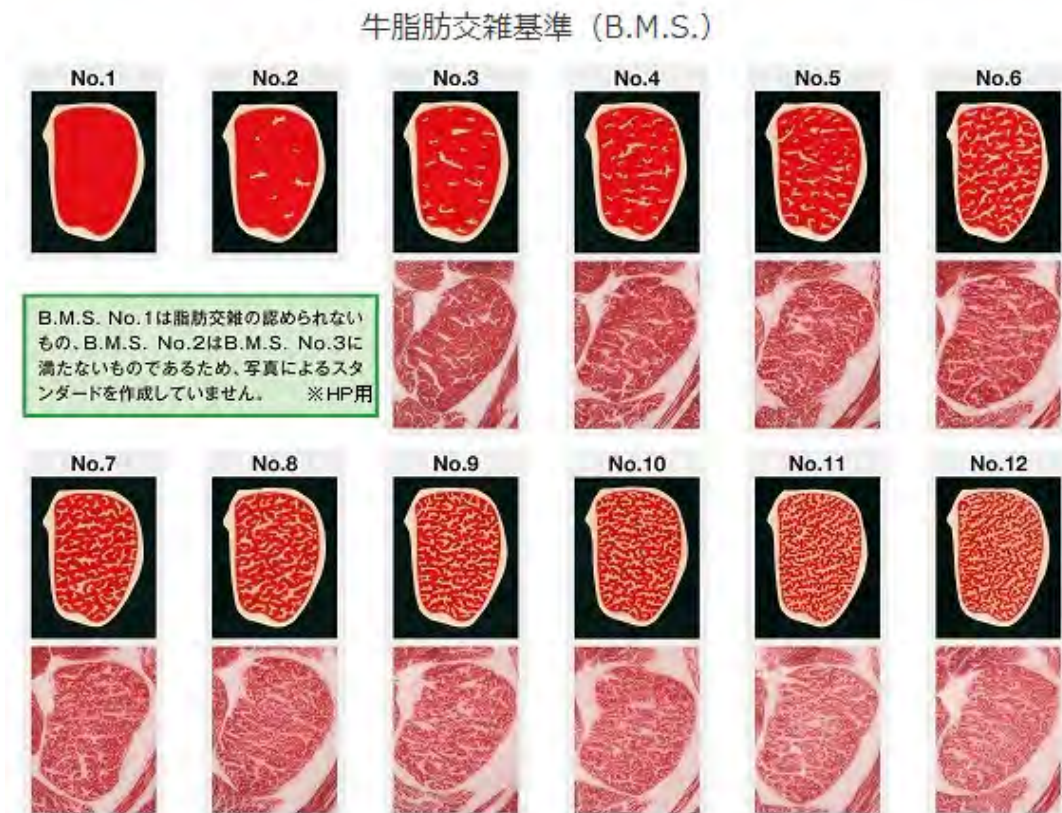 牛脂肪交雑基準（B.M.S.）
No.1
No.2
No.3
No.4
No.5
No.6
B.M.S. No.1は脂肪交雑の認められない
もの、B.M.S. No.2はB.M.S. No.3に
満たないものであるため、写真によるスタ
ンダードを作成していません。　※HP用
No.7
No.8
No.9
No.10
No.11
No.12